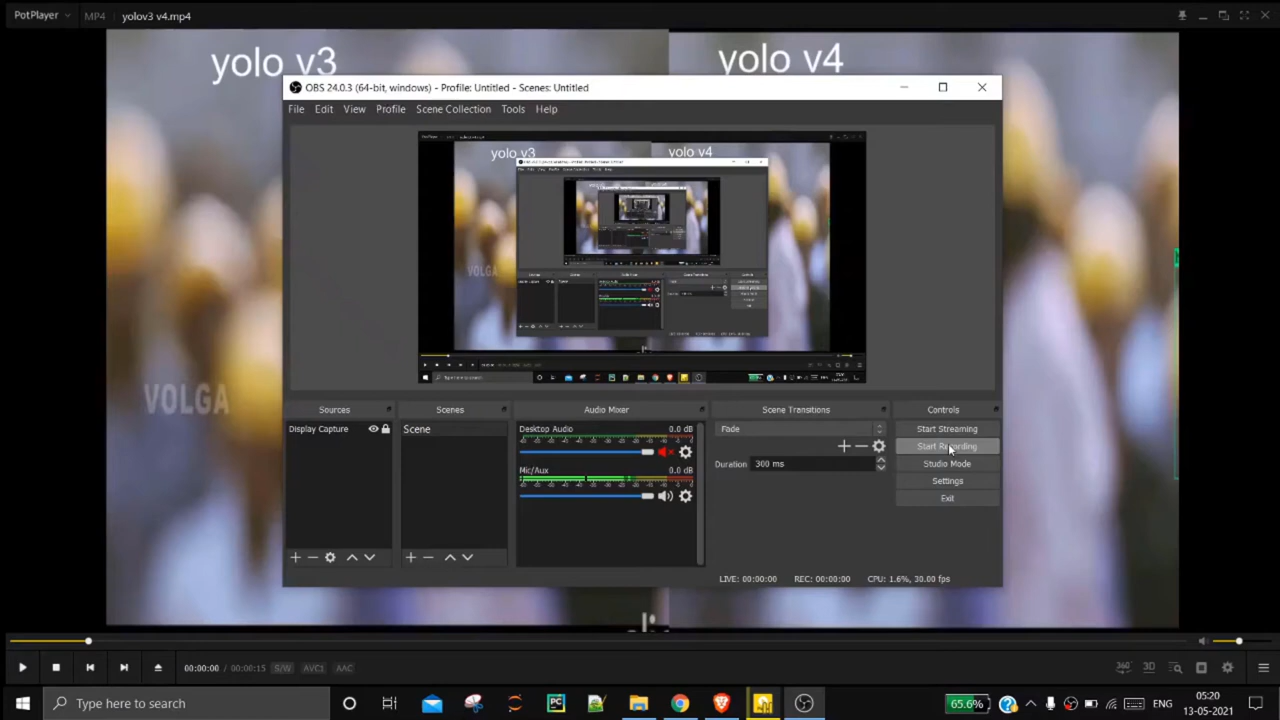 PotPlayer
MP4
yolov3 v4.mp4
yolo v3
yolo v4
OBS 24.0.3 (64-bit, windows) - Profile: Untitled - Scenes: Untitled
File Edit View Profile Scene Collection Tools Help
yolo v3
yolo v4
VOLGA
VOLGA
Sources
Scenes
Audio Mixer
Scene Transitions
Controls
Display Capture
Scene
Desktop Audio 0.0 dB
Mic/Aux 0.0 dB
Fade
Duration 300 ms
Start Streaming
Start Recording
Studio Mode
Settings
Exit
LIVE: 00:00:00 REC: 00:00:00 CPU: 1.6%, 30.00 fps
00:00:00 / 00:00:15 S/W AVC1 AAC
360° 3D
Type here to search
PC
65.6%
ENG
05:20
13-05-2021